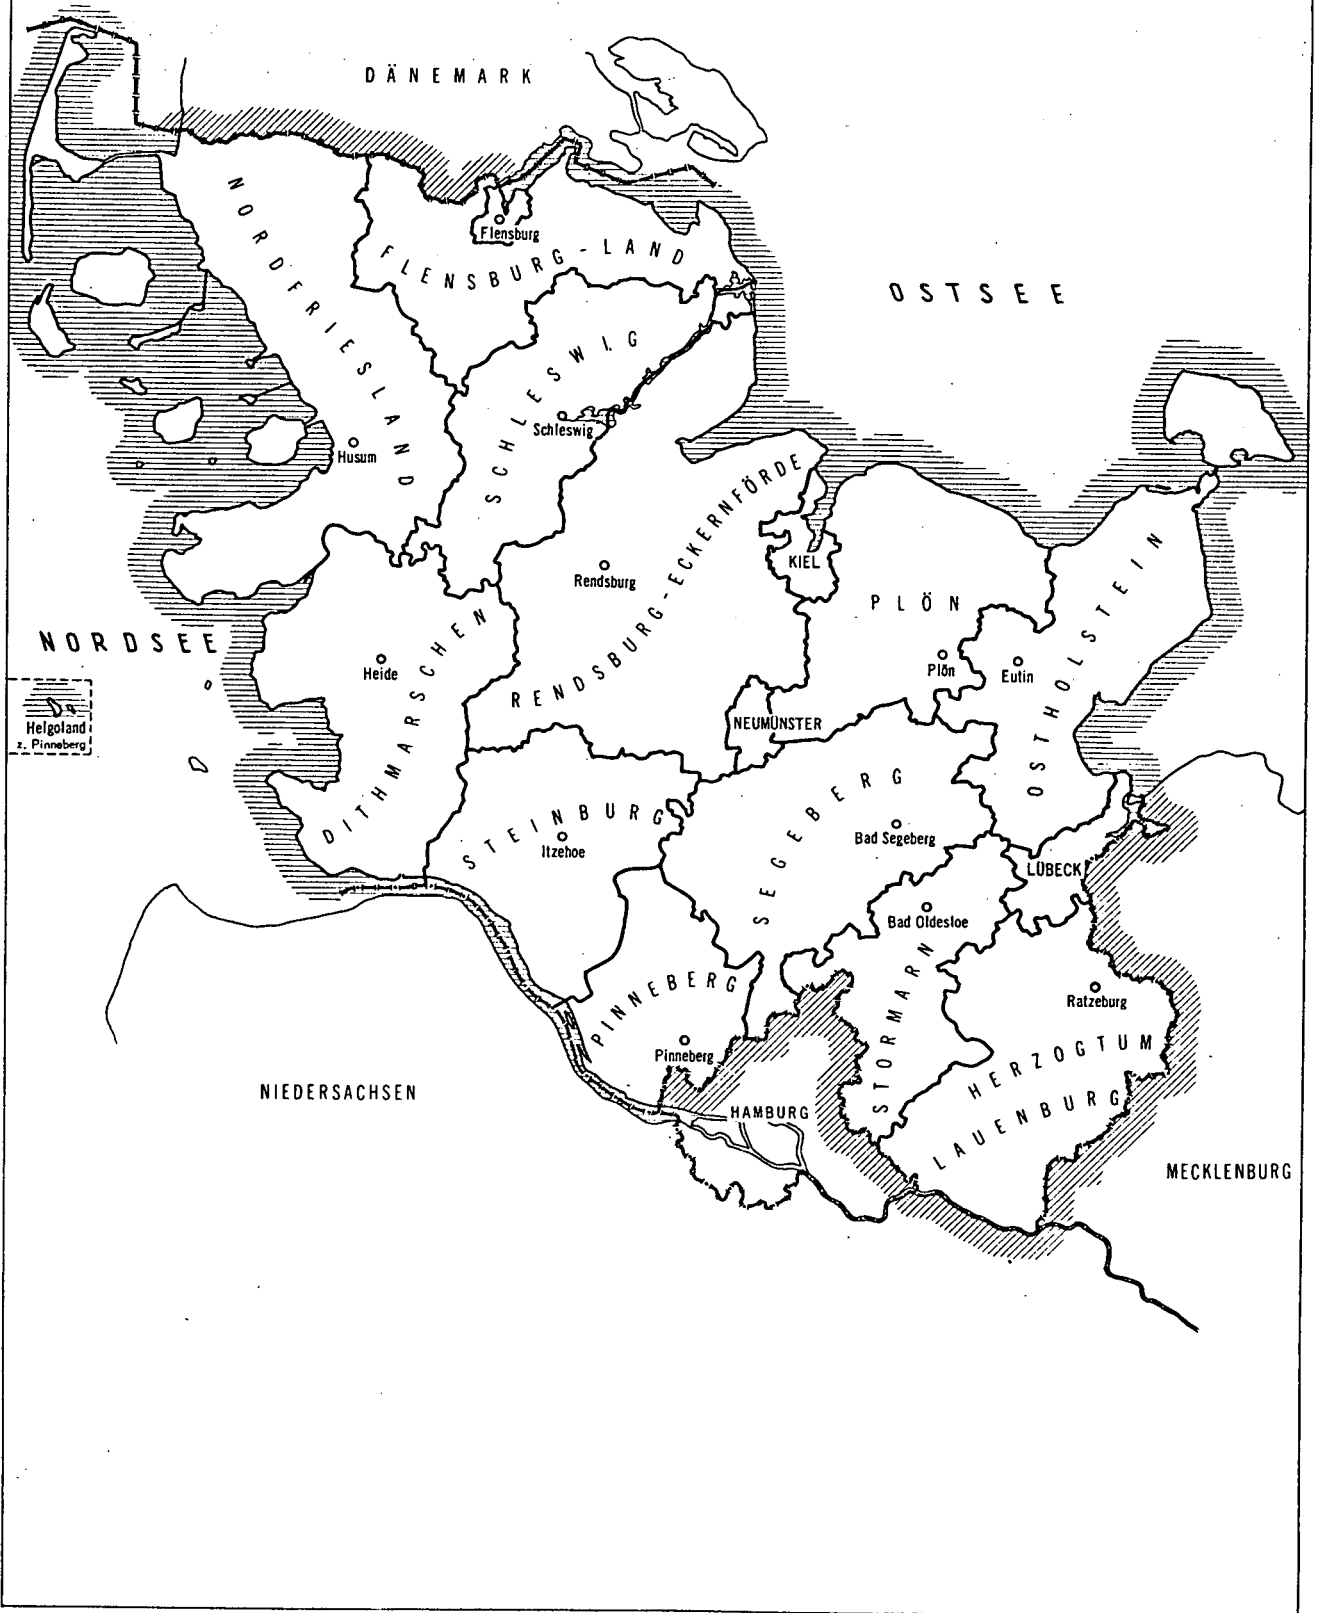 DÄNEMARK
NORDFRIESLAND
Flensburg
FLENSBURG-LAND
OSTSEE
SCHLESWIG
Schleswig
Husum
RENDSBURG-ECKERNFÖRDE
KIEL
Rendsburg
PLÖN
OSTHOLSTEIN
NORDSEE
Heide
Plön
Eutin
DITHMARSCHEN
Helgoland
z. Pinneberg
NEUMÜNSTER
STEINBURG
Itzehoe
SEGEBERG
Bad Segeberg
LÜBECK
Bad Oldesloe
STORMARN
PINNEBERG
Pinneberg
Ratzeburg
HERZOGTUM
LAUENBURG
NIEDERSACHSEN
HAMBURG
MECKLENBURG